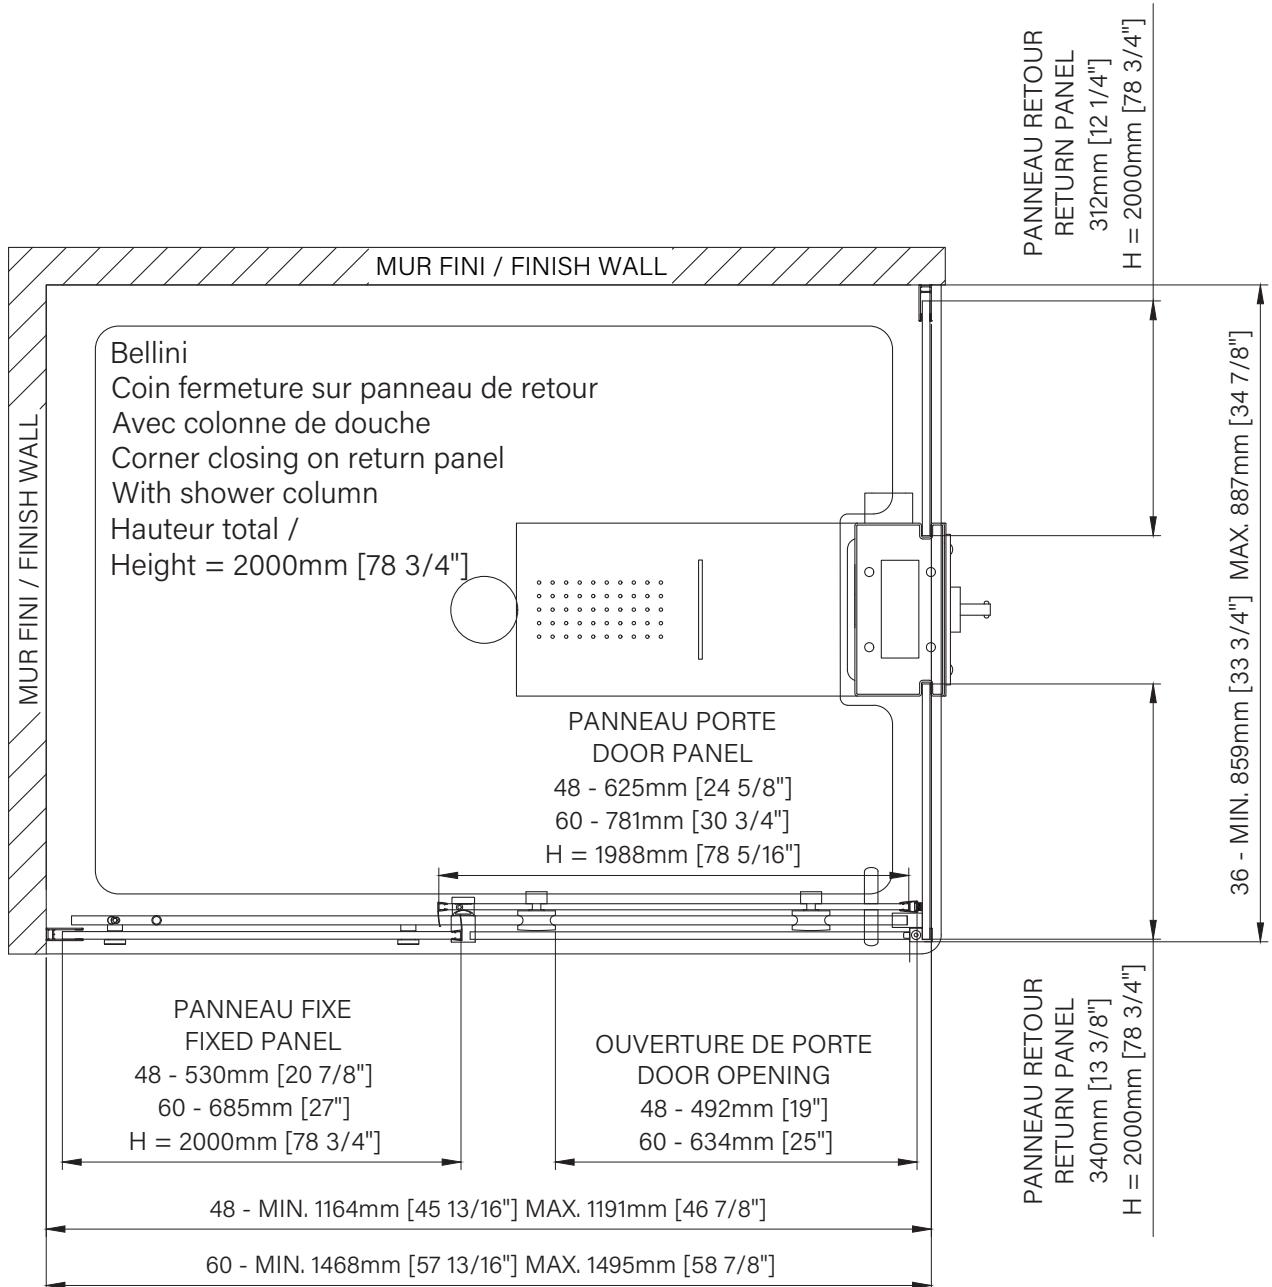 PANNEAU RETOUR
RETURN PANEL
312mm [12 1/4"]
H = 2000mm [78 3/4"]
MUR FINI / FINISH WALL
MUR FINI / FINISH WALL
Bellini
Coin fermeture sur panneau de retour
Avec colonne de douche
Corner closing on return panel
With shower column
Hauteur total /
Height = 2000mm [78 3/4"]
36 - MIN. 859mm [33 3/4"] MAX. 887mm [34 7/8"]
PANNEAU PORTE
DOOR PANEL
48 - 625mm [24 5/8"]
60 - 781mm [30 3/4"]
H = 1988mm [78 5/16"]
PANNEAU FIXE
FIXED PANEL
48 - 530mm [20 7/8"]
60 - 685mm [27"]
H = 2000mm [78 3/4"]
OUVERTURE DE PORTE
DOOR OPENING
48 - 492mm [19"]
60 - 634mm [25"]
PANNEAU RETOUR
RETURN PANEL
340mm [13 3/8"]
H = 2000mm [78 3/4"]
48 - MIN. 1164mm [45 13/16"] MAX. 1191mm [46 7/8"]
60 - MIN. 1468mm [57 13/16"] MAX. 1495mm [58 7/8"]